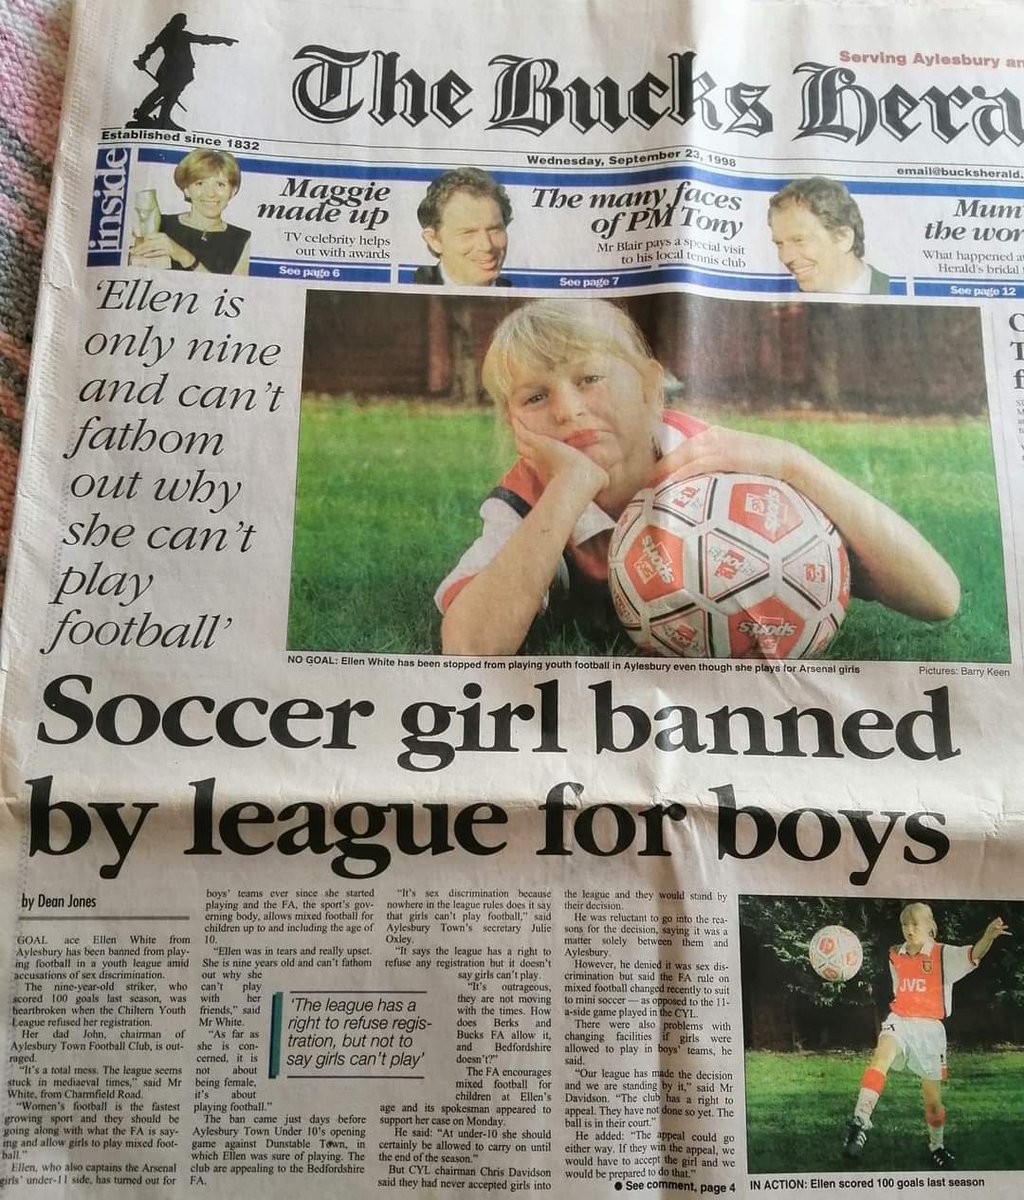 Serving Aylesbury an
The Bucks Hera
Established since 1832
Wednesday, September 23, 1998
email@bucksherald.
inside
Maggie
made up
TV celebrity helps
out with awards
See page 6
The many faces
of PM Tony
Mr Blair pays a special visit
to his local tennis club
See page 7
Mum
the wor
What happened a
Herald's bridal
See page 12
'Ellen is
only nine
and can't
fathom
out why
she can't
play
football'
JVC
NO GOAL: Ellen White has been stopped from playing youth football in Aylesbury even though she plays for Arsenal girls
Pictures: Barry Keen
Soccer girl banned
by league for boys
by Dean Jones
GOAL ace Ellen White from
Aylesbury has been banned from play-
ing football in a youth league amid
accusations of sex discrimination.
The nine-year-old striker, who
scored 100 goals last season, was
heartbroken when the Chiltern Youth
League refused her registration.
Her dad John, chairman of
Aylesbury Town Football Club, is out-
raged.
"It's a total mess. The league seems
stuck in mediaeval times," said Mr
White, from Charmfield Road.
"Women's football is the fastest
growing sport and they should be
going along with what the FA is say-
ing and allow girls to play mixed foot-
ball."
Ellen, who also captains the Arsenal
girls' under-11 side, has turned out for
boys' teams ever since she started
playing and the FA, the sport's gov-
erning body, allows mixed football for
children up to and including the age of
10.
"Ellen was in tears and really upset.
She is nine years old and can't fathom
out why she
can't play
with her
friends," said
Mr White.
"As far as
she is con-
cerned, it is
not about
being female,
it's about
playing football."
The ban came just days before
Aylesbury Town Under 10's opening
game against Dunstable Town, in
which Ellen was sure of playing. The
club are appealing to the Bedfordshire
FA.
'The league has a
right to refuse regis-
tration, but not to
say girls can't play'
"It's sex discrimination because
nowhere in the league rules does it say
that girls can't play football," said
Aylesbury Town's secretary Julie
Oxley.
"It says the league has a right to
refuse any registration but it doesn't
say girls can't play.
"It's outrageous,
they are not moving
with the times. How
does Berks and
Bucks FA allow it,
and Bedfordshire
doesn't?"
The FA encourages
mixed football for
children at Ellen's
age and its spokesman appeared to
support her case on Monday.
He said: "At under-10 she should
certainly be allowed to carry on until
the end of the season."
But CYL chairman Chris Davidson
said they had never accepted girls into
the league and they would stand by
their decision.
He was reluctant to go into the rea-
sons for the decision, saying it was a
matter solely between them and
Aylesbury.
However, he denied it was sex dis-
crimination but said the FA rule on
mixed football changed recently to suit
to mini soccer — as opposed to the 11-
a-side game played in the CYL.
There were also problems with
changing facilities if girls were
allowed to play in boys' teams, he
said.
"Our league has made the decision
and we are standing by it," said Mr
Davidson. "The club has a right to
appeal. They have not done so yet. The
ball is in their court."
He added: "The appeal could go
either way. If they win the appeal, we
would have to accept the girl and we
would be prepared to do that."
● See comment, page 4
IN ACTION: Ellen scored 100 goals last season